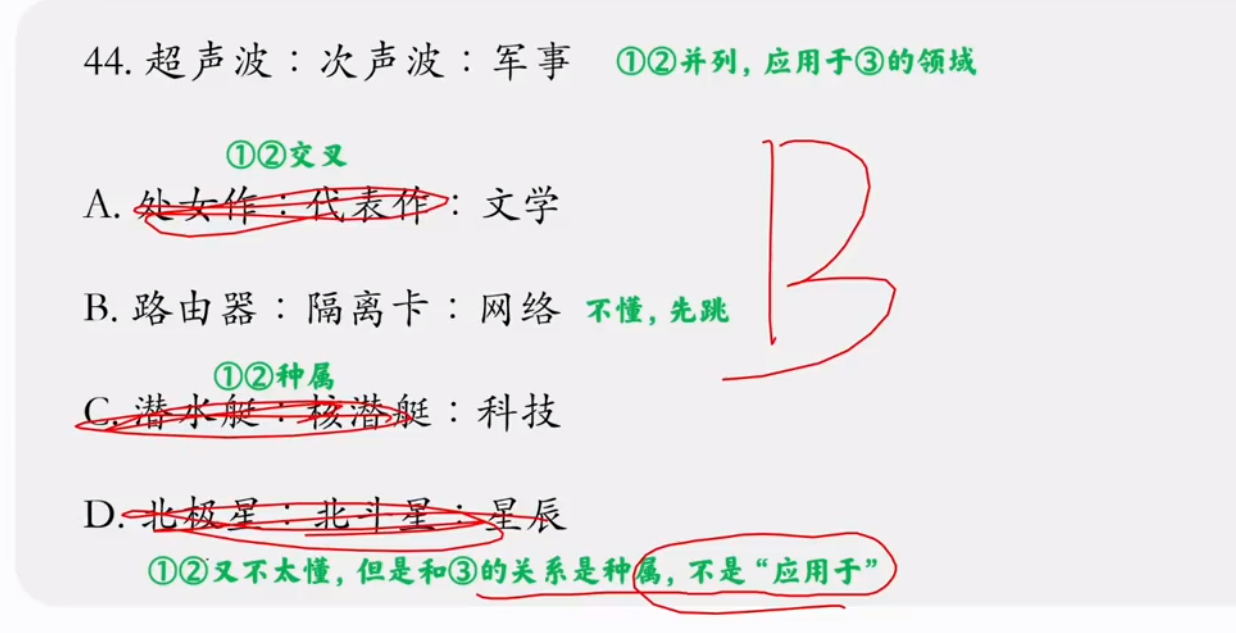 44. 超声波：次声波：军事 ①②并列，应用于③的领域
①②交叉
A. 处女作：代表作：文学
B
B. 路由器：隔离卡：网络 不懂，先跳
①②种属
C. 潜水艇：核潜艇：科技
D. 北极星：北斗星：星辰
①②又不太懂，但是和③的关系是种属，不是“应用于”